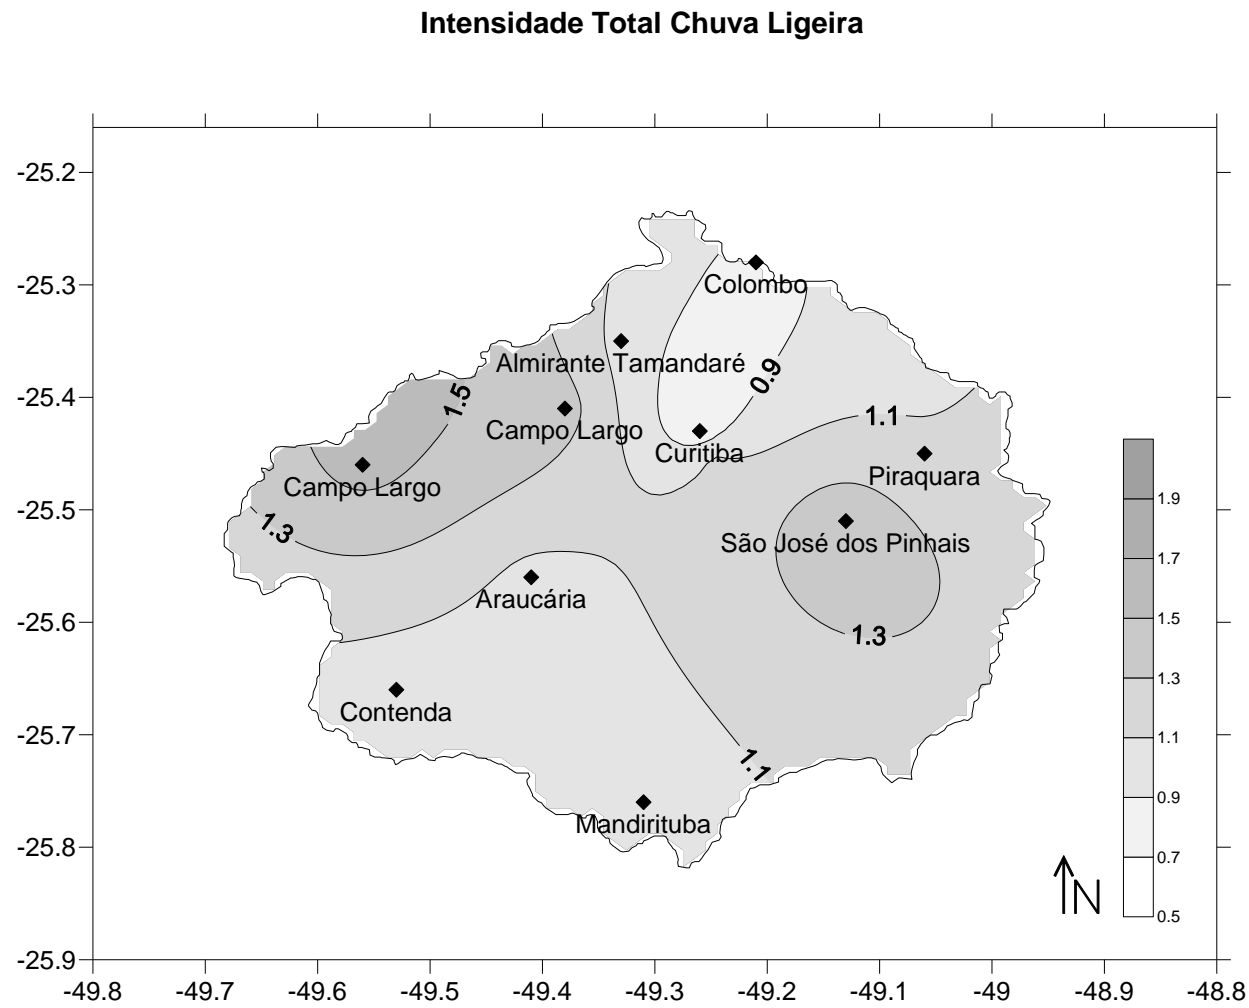 Intensidade Total Chuva Ligeira
-25.2
-25.3
-25.4
-25.5
-25.6
-25.7
-25.8
-25.9
-49.8
-49.7
-49.6
-49.5
-49.4
-49.3
-49.2
-49.1
-49
-48.9
-48.8
Colombo
Almirante Tamandaré
0.9
1.5
Campo Largo
1.1
Curitiba
Piraquara
Campo Largo
1.3
São José dos Pinhais
Araucária
1.3
Contenda
1.1
Mandirituba
1.9
1.7
1.5
1.3
1.1
0.9
0.7
0.5
N